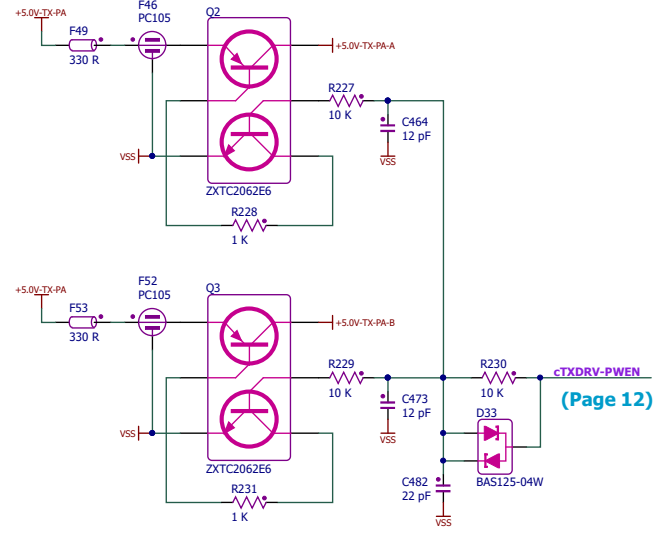 +5.0V-TX-PA
F46
PC105
Q2
F49
330 R
+5.0V-TX-PA-A
R227
10 K
C464
12 pF
VSS
VSS
ZXTC2062E6
R228
1 K
+5.0V-TX-PA
F52
PC105
Q3
F53
330 R
+5.0V-TX-PA-B
R229
10 K
R230
10 K
cTXDRV-PWEN
(Page 12)
C473
12 pF
VSS
VSS
D33
BAS125-04W
ZXTC2062E6
C482
22 pF
R231
1 K
VSS